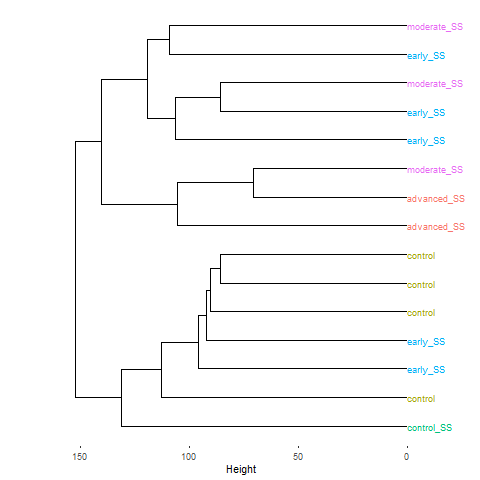 moderate_SS
early_SS
moderate_SS
early_SS
early_SS
moderate_SS
advanced_SS
advanced_SS
control
control
control
early_SS
early_SS
control
control_SS
150 100 50 0
Height